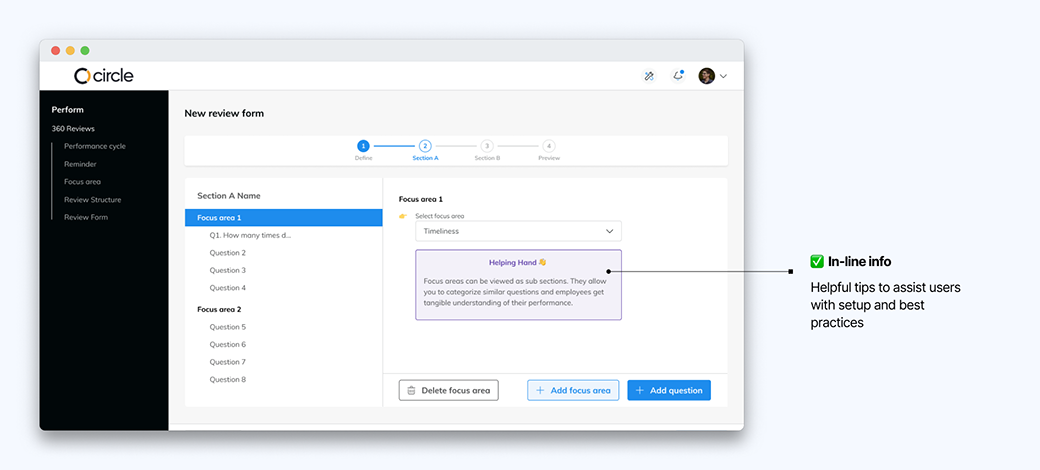 circle
Perform
360 Reviews
Performance cycle
Reminder
Focus area
Review Structure
Review Form
New review form
1
2
3
4
Define
Section A
Section B
Preview
Section A Name
Focus area 1
Q1. How many times d...
Question 2
Question 3
Question 4
Focus area 2
Question 5
Question 6
Question 7
Question 8
Focus area 1
👉 Select focus area
Timeliness
Helping Hand 👋
Focus areas can be viewed as sub sections. They allow
you to categorize similar questions and employees get
tangible understanding of their performance.
Delete focus area
+ Add focus area
+ Add question
✅ In-line info
Helpful tips to assist users
with setup and best
practices